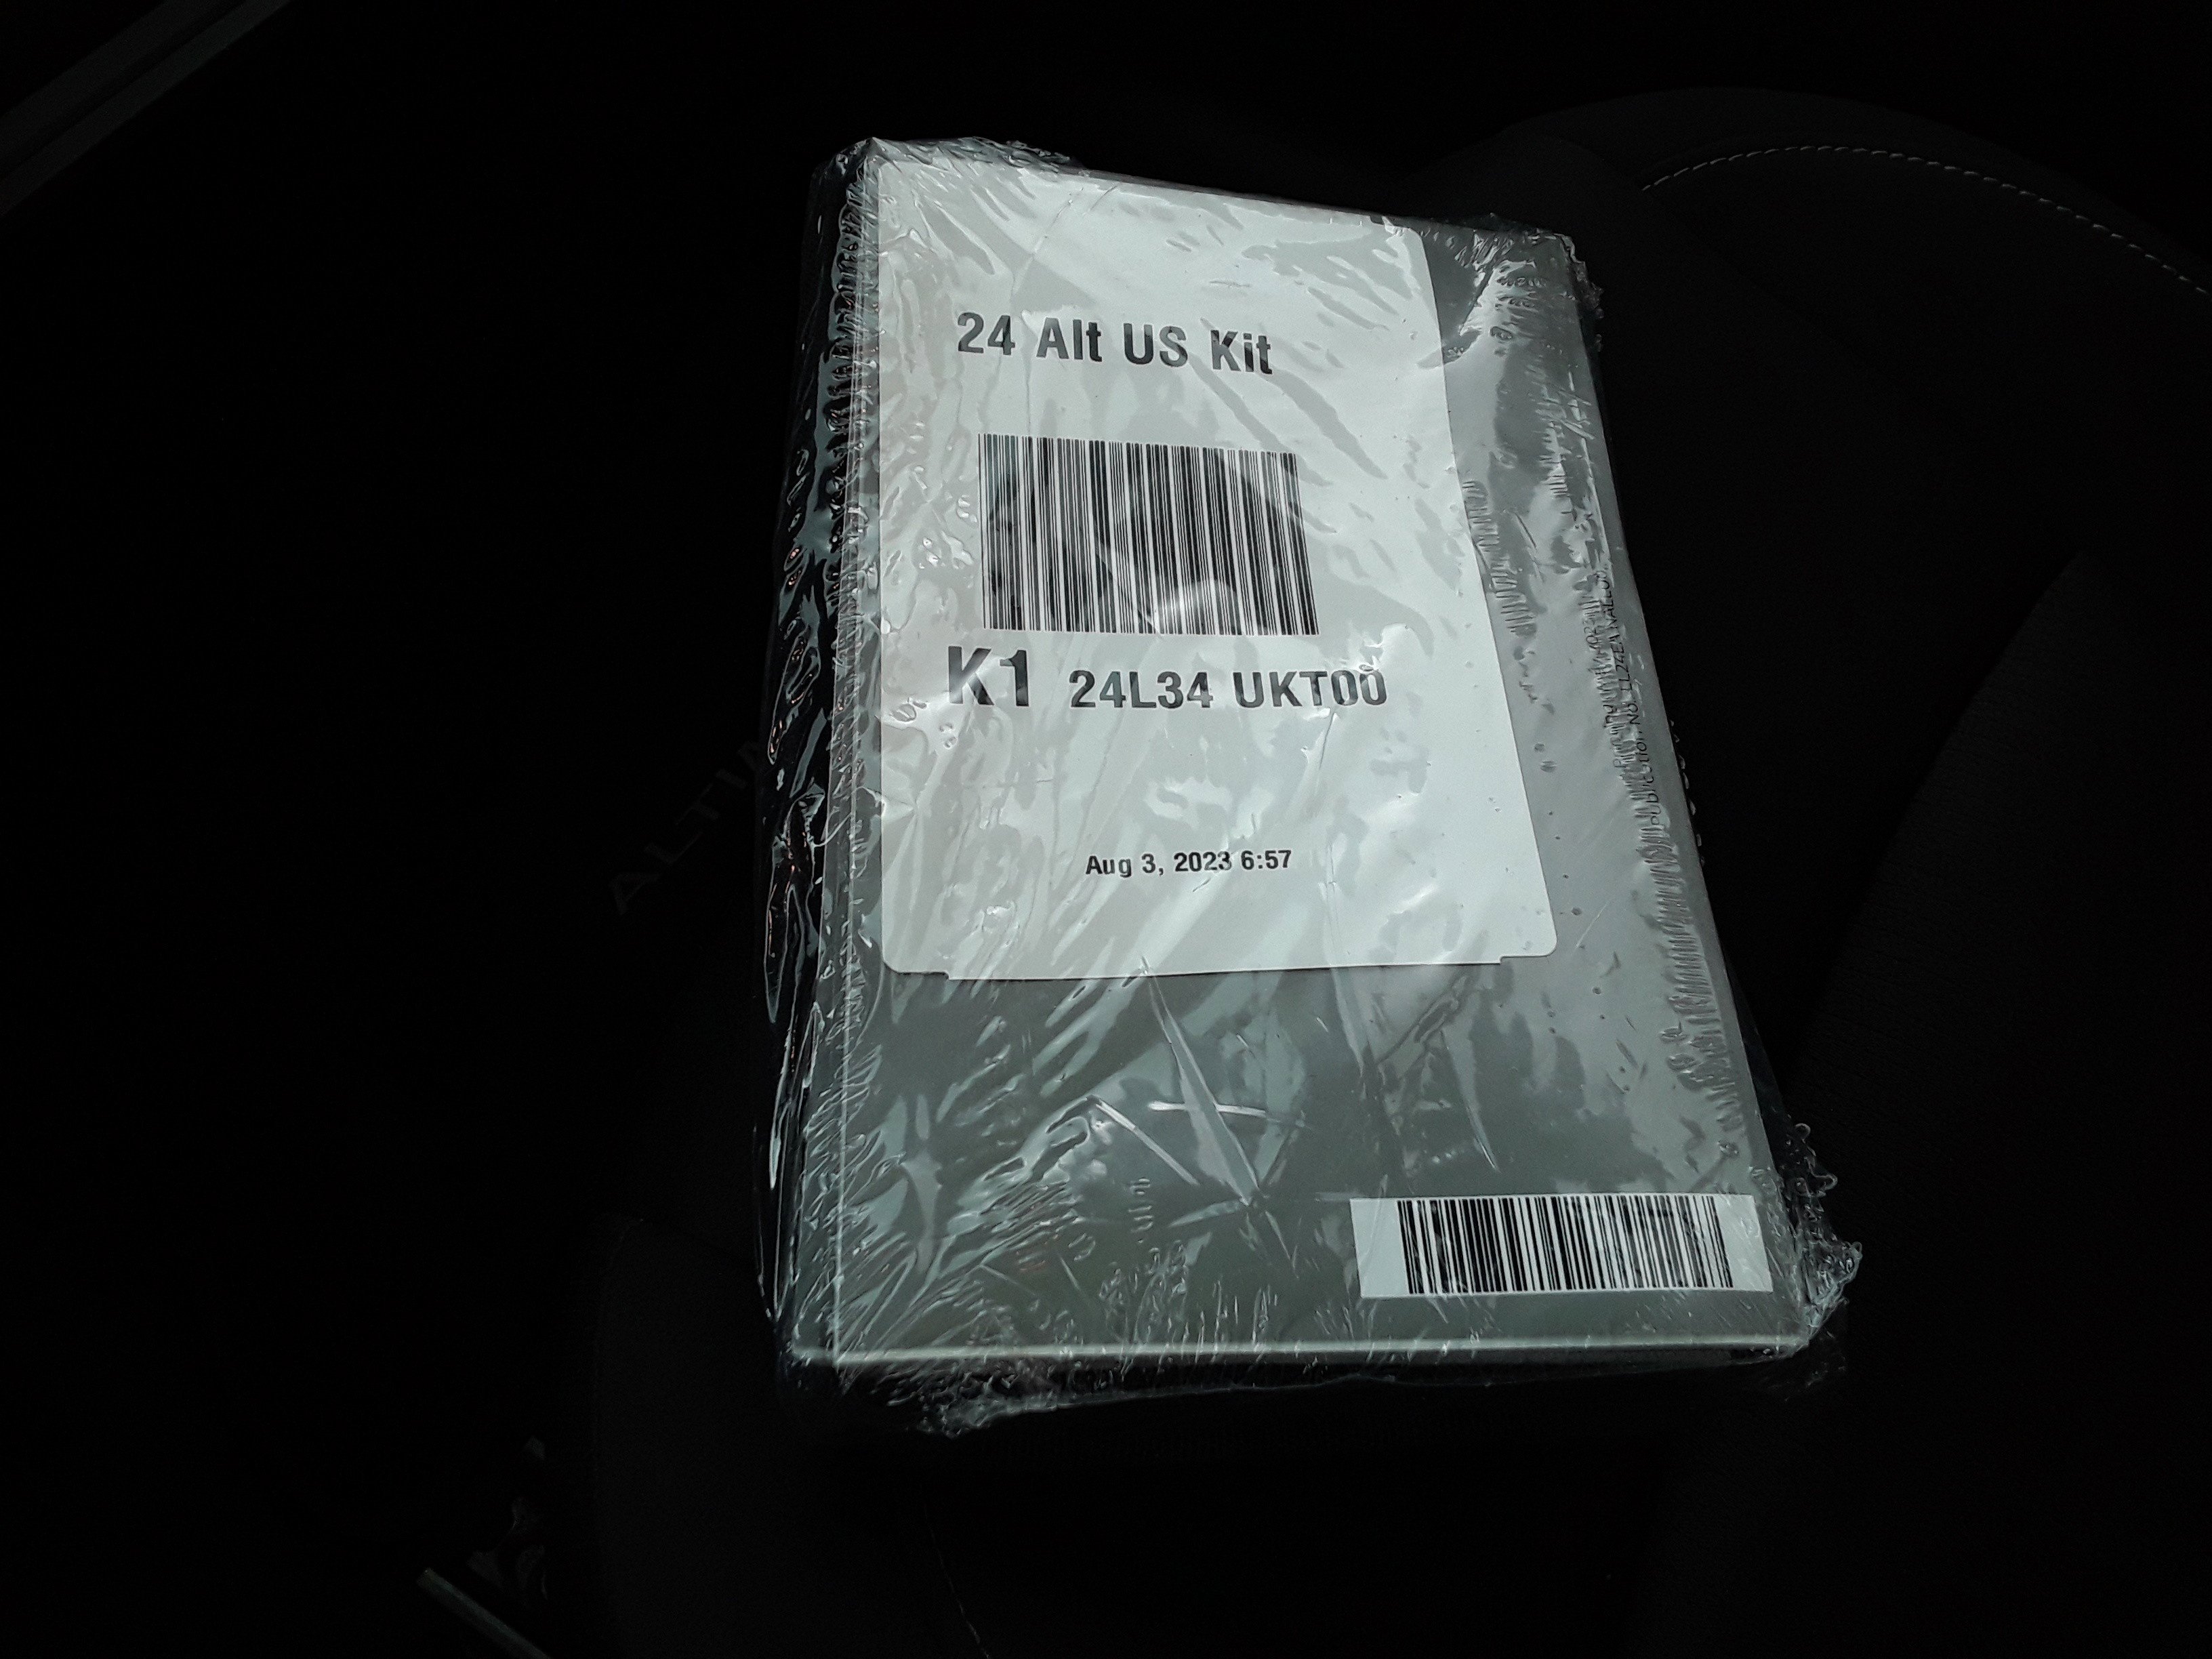 24 Alt US Kit
K1 24L34 UKT00
Aug 3, 2023 6:57